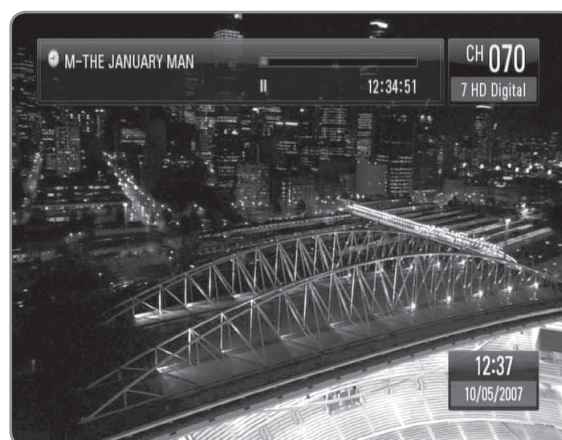 M-THE JANUARY MAN
12:34:51
CH 070
7 HD Digital
12:37
10/05/2007